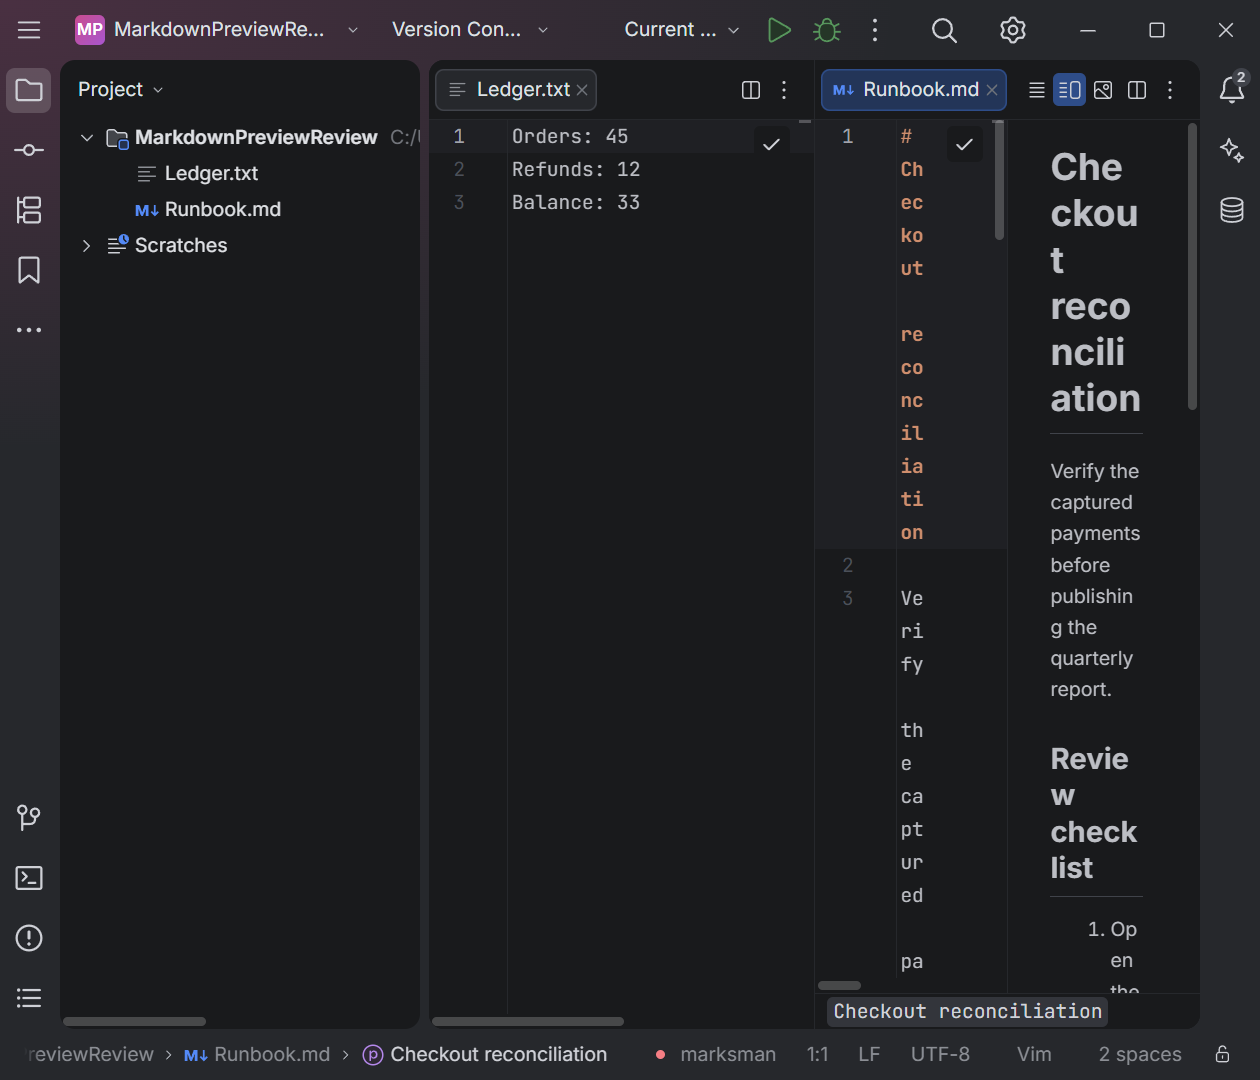 MP MarkdownPreviewRe... Version Con... Current ...
Project
MarkdownPreviewReview C:/
Ledger.txt
Runbook.md
Scratches
Ledger.txt
1 Orders: 45
2 Refunds: 12
3 Balance: 33
M↓ Runbook.md
1 #
Ch
ec
ko
ut
re
co
nc
il
ia
ti
on
2
3 Ve
ri
fy
th
e
ca
pt
ur
ed
pa
Che
ckou
t
reco
ncili
ation
Verify the
captured
payments
before
publishin
g the
quarterly
report.
Revie
w
check
list
1. Op
en
the
Checkout reconciliation
2
reviewReview › M↓ Runbook.md › p Checkout reconciliation
marksman 1:1 LF UTF-8 Vim 2 spaces